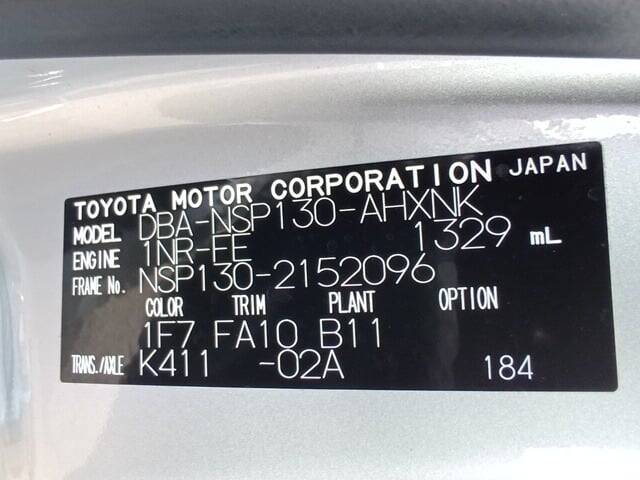 TOYOTA MOTOR CORPORATION JAPAN
MODEL DBA-NSP130-AHXNK
ENGINE 1NR-FE 1329 mL
FRAME No. NSP130-2152096
COLOR TRIM PLANT OPTION
1F7 FA10 B11
TRANS./AXLE K411 -02A 184